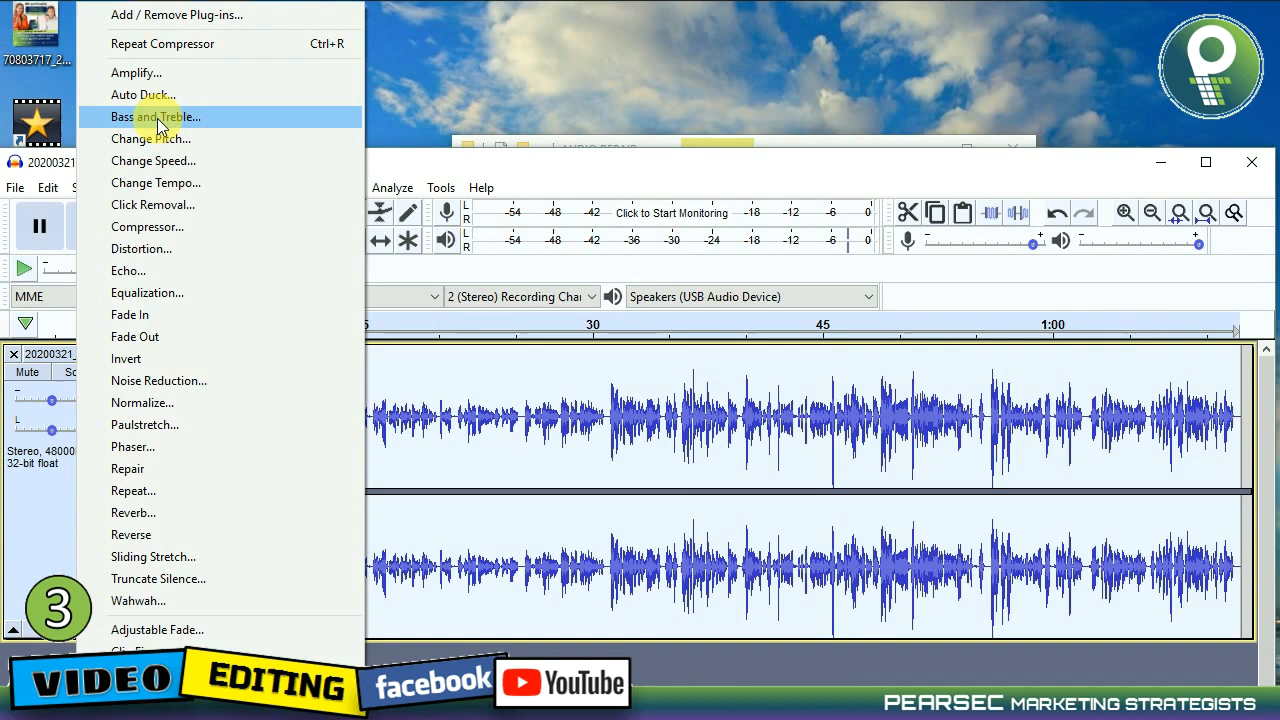 Add / Remove Plug-ins...
Repeat Compressor Ctrl+R
Amplify...
Auto Duck...
Bass and Treble...
Change Pitch...
Change Speed...
Change Tempo...
Click Removal...
Compressor...
Distortion...
Echo...
Equalization...
Fade In
Fade Out
Invert
Noise Reduction...
Normalize...
Paulstretch...
Phaser...
Repair
Repeat...
Reverb...
Reverse
Sliding Stretch...
Truncate Silence...
Wahwah...
Adjustable Fade...
70803717_2...
20200321
File Edit S Analyze Tools Help
L R -54 -48 -42 Click to Start Monitoring -18 -12 -6 0
L R -54 -48 -42 -36 -30 -24 -18 -12 -6 0
MME 2 (Stereo) Recording Chan Speakers (USB Audio Device)
5 30 45 1:00
20200321_
Mute So
L R
Stereo, 48000
32-bit float
3
VIDEO EDITING facebook YouTube
PEARSEC MARKETING STRATEGISTS